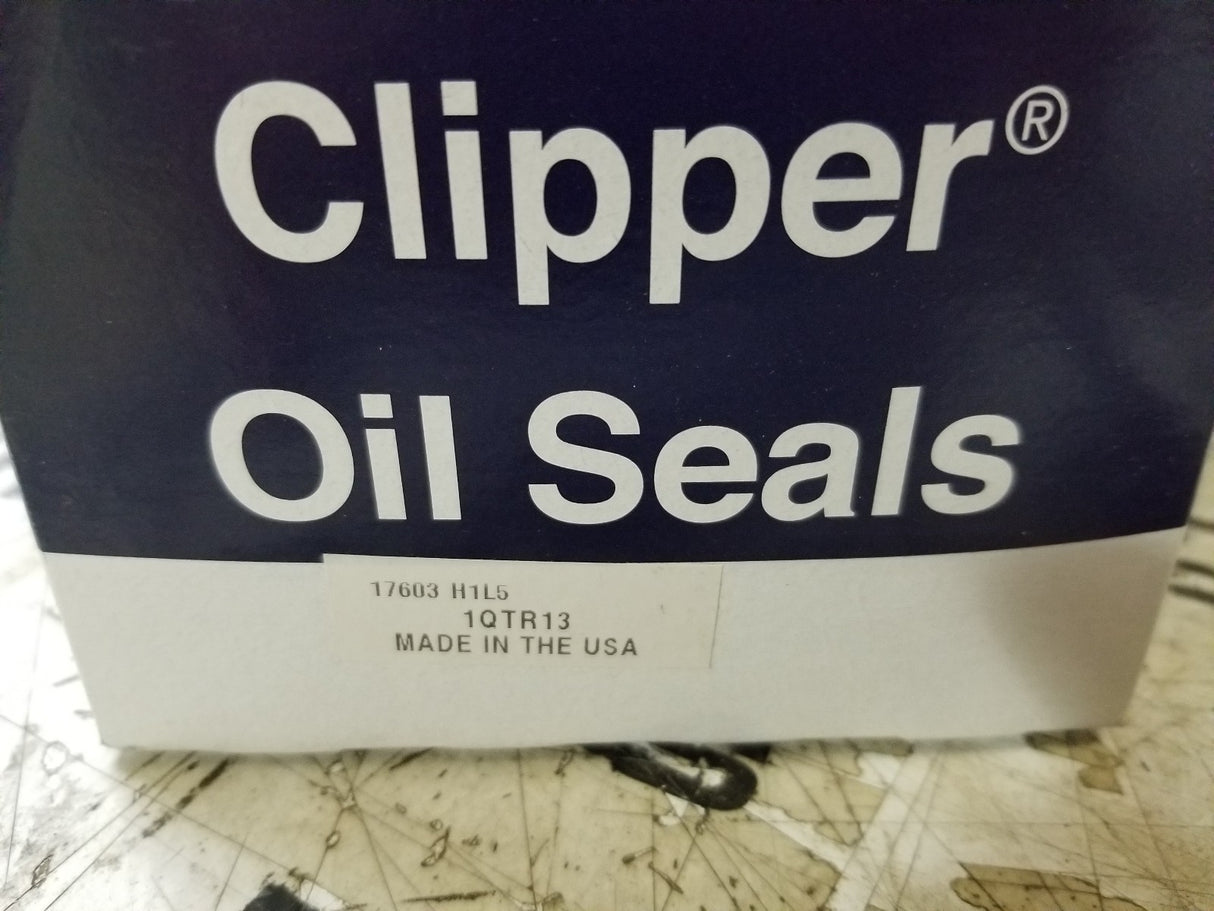 Clipper®
Oil Seals
17603 H1L5
1QTR13
MADE IN THE USA